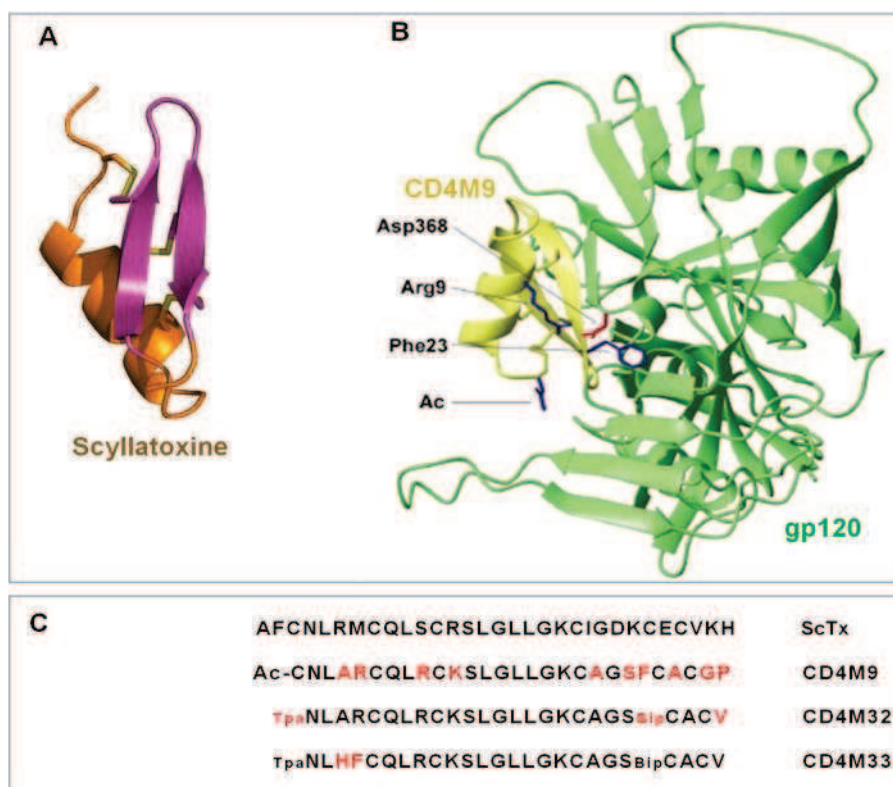 A
B
CD4M9
Asp368
Arg9
Phe23
Ac
Scyllatoxine
gp120
C
AFCNLRMCQLSCRSLGLLGKCIGDKCECVKH ScTx
Ac-CNLARCQLRCKSLGLLGKCAGSFCACGP CD4M9
TpaNLARCQLRCKSLGLLGKCAGSBipCACV CD4M32
TpaNLHFCQLRCKSLGLLGKCAGSBipCACV CD4M33